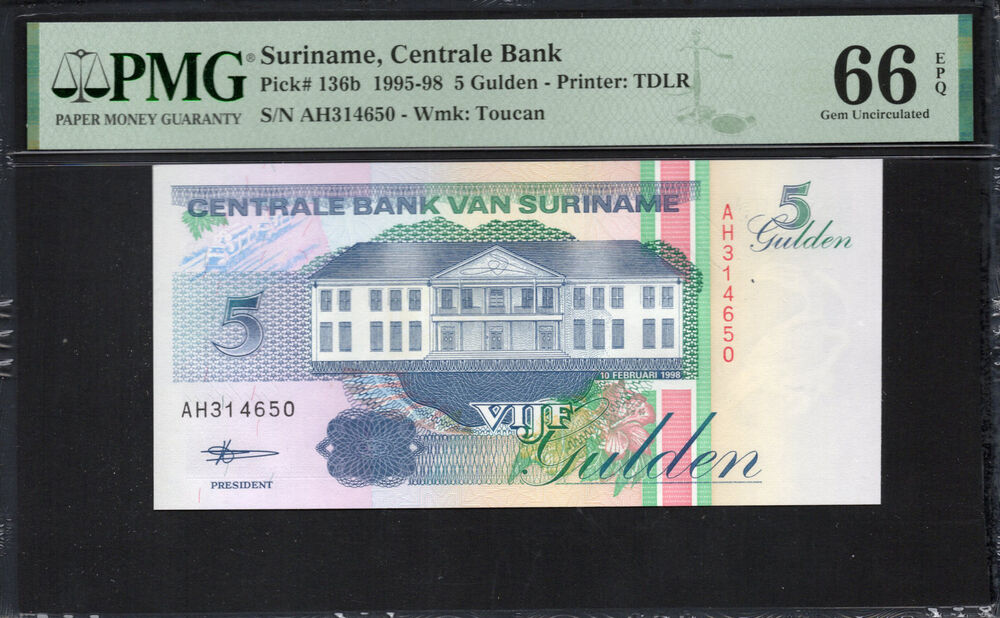 PMG®
PAPER MONEY GUARANTY
Suriname, Centrale Bank
Pick# 136b 1995-98 5 Gulden - Printer: TDLR
S/N AH314650 - Wmk: Toucan
66 EPQ
Gem Uncirculated
CENTRALE BANK VAN SURINAME
5
Gulden
AH314650
5
10 FEBRUARI 1998
AH314650
VIJF
Gulden
PRESIDENT